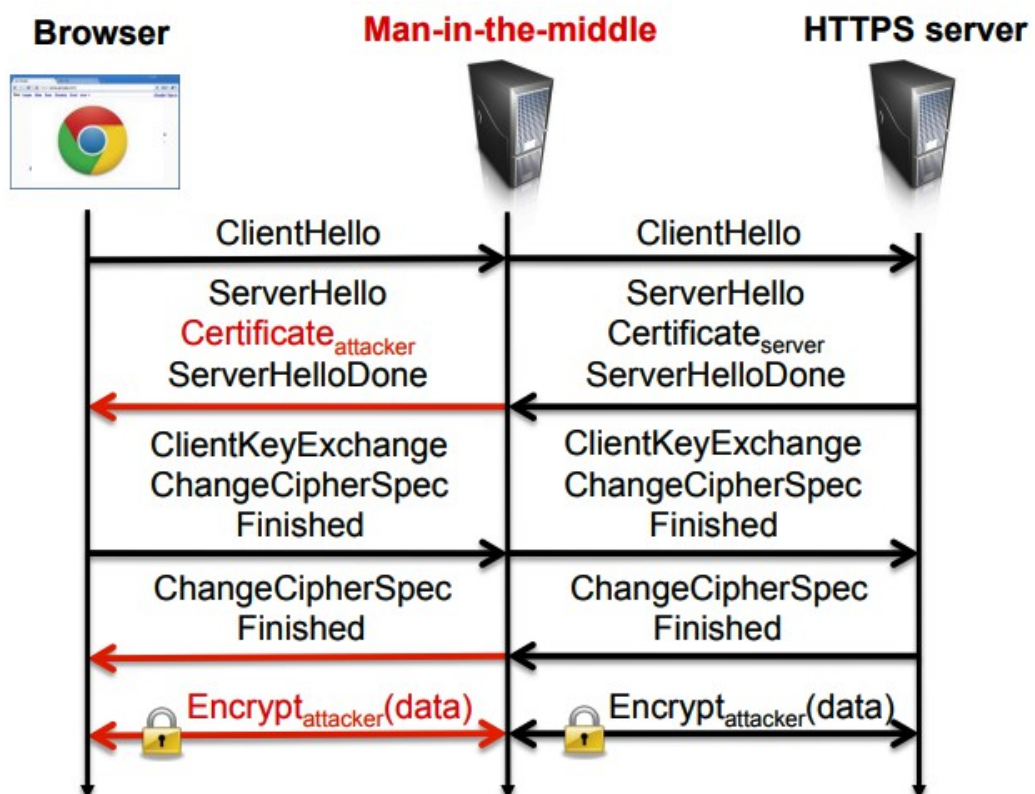 Browser
Man-in-the-middle
HTTPS server
ClientHello
ClientHello
ServerHello
Certificateattacker
ServerHelloDone
ServerHello
Certificateserver
ServerHelloDone
ClientKeyExchange
ChangeCipherSpec
Finished
ClientKeyExchange
ChangeCipherSpec
Finished
ChangeCipherSpec
Finished
ChangeCipherSpec
Finished
Encryptattacker(data)
Encryptattacker(data)